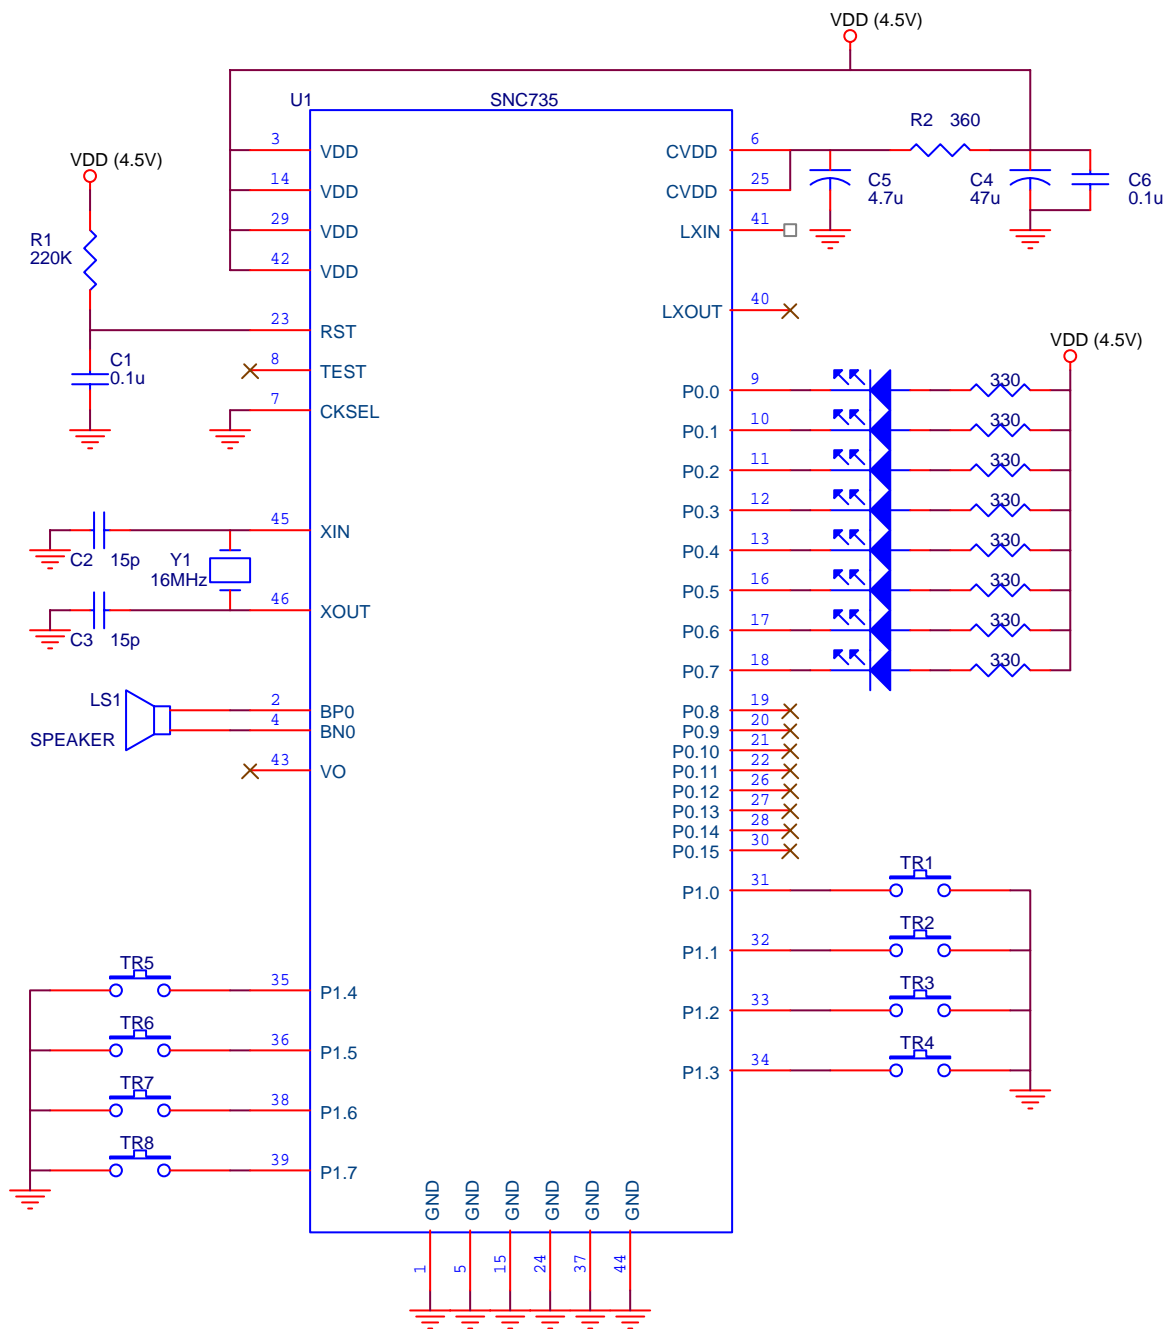 VDD (4.5V)
U1
SNC735
3 VDD
14 VDD
29 VDD
42 VDD
VDD (4.5V)
R1
220K
23 RST
C1
0.1u
8 TEST
7 CKSEL
C2 15p
45 XIN
Y1
16MHz
46 XOUT
C3 15p
LS1
SPEAKER
2 BP0
4 BN0
43 VO
TR5
35 P1.4
TR6
36 P1.5
TR7
38 P1.6
TR8
39 P1.7
CVDD 6
R2 360
CVDD 25
C5
4.7u
C4
47u
C6
0.1u
LXIN 41
LXOUT 40
VDD (4.5V)
P0.0 9 330
P0.1 10 330
P0.2 11 330
P0.3 12 330
P0.4 13 330
P0.5 16 330
P0.6 17 330
P0.7 18 330
P0.8 19
P0.9 20
P0.10 21
P0.11 22
P0.12 26
P0.13 27
P0.14 28
P0.15 30
TR1
P1.0 31
TR2
P1.1 32
TR3
P1.2 33
TR4
P1.3 34
GND GND GND GND GND GND
1 5 15 24 37 44